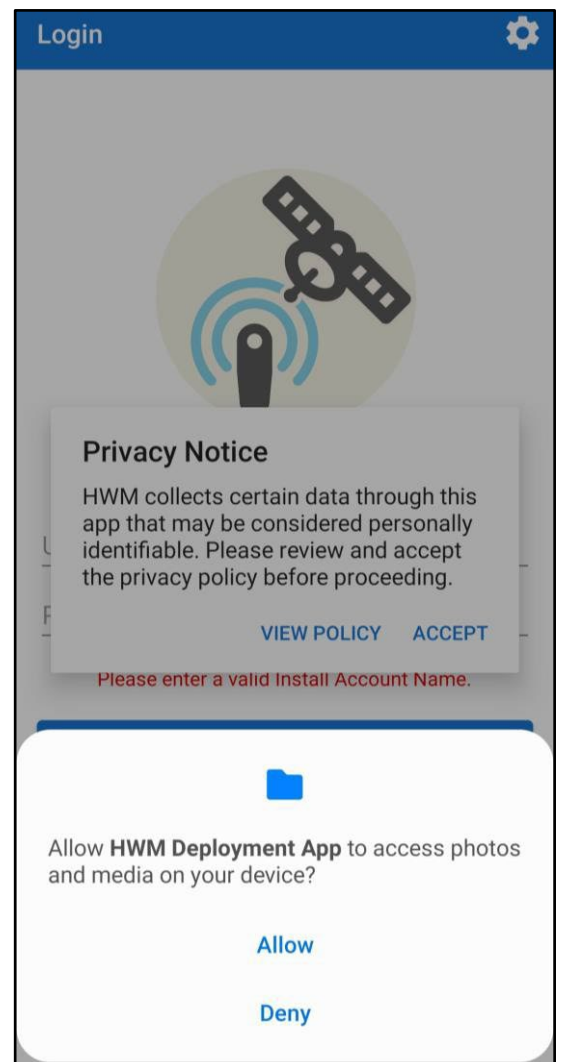 Login
Privacy Notice
HWM collects certain data through this
app that may be considered personally
identifiable. Please review and accept
the privacy policy before proceeding.
VIEW POLICY ACCEPT
Please enter a valid Install Account Name.
Allow HWM Deployment App to access photos
and media on your device?
Allow
Deny